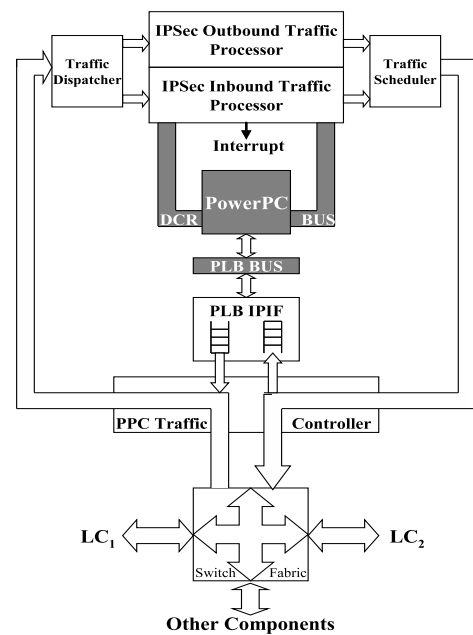 IPSec Outbound Traffic
Processor
Traffic
Dispatcher
Traffic
Scheduler
IPSec Inbound Traffic
Processor
Interrupt
PowerPC
DCR
BUS
PLB BUS
PLB IPIF
PPC Traffic
Controller
LC1
LC2
Switch
Fabric
Other Components